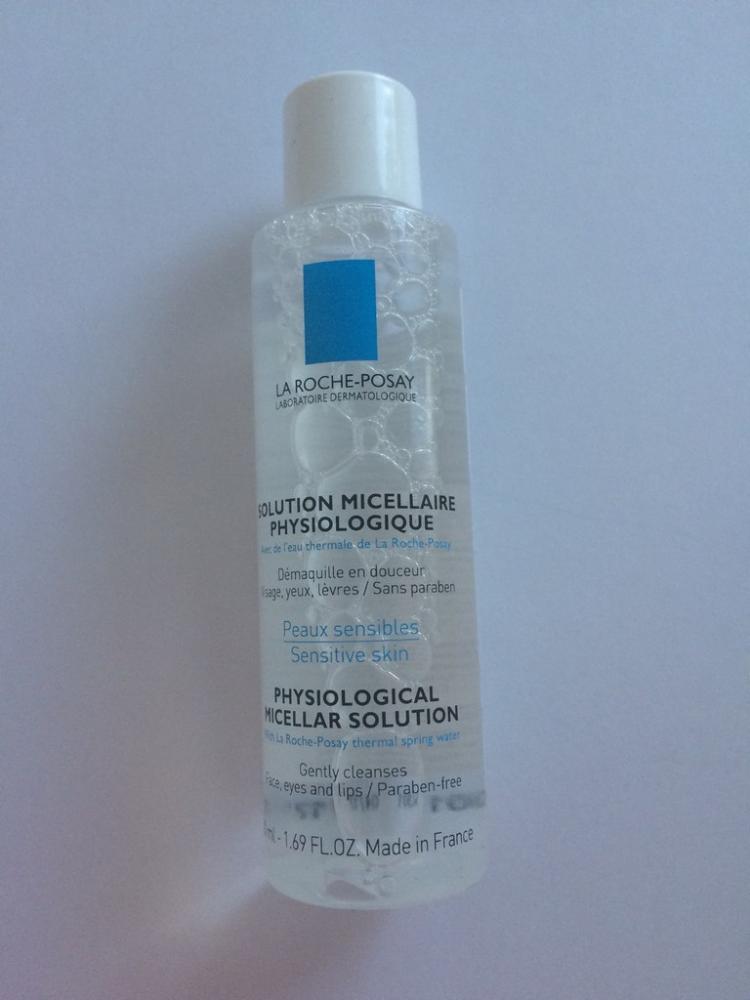 LA ROCHE-POSAY
LABORATOIRE DERMATOLOGIQUE
SOLUTION MICELLAIRE
PHYSIOLOGIQUE
Avec de l'eau thermale de La Roche-Posay
Démaquille en douceur
Visage, yeux, lèvres / Sans paraben
Peaux sensibles
Sensitive skin
PHYSIOLOGICAL
MICELLAR SOLUTION
With La Roche-Posay thermal spring water
Gently cleanses
Face, eyes and lips / Paraben-free
ml - 1.69 FL.OZ. Made in France